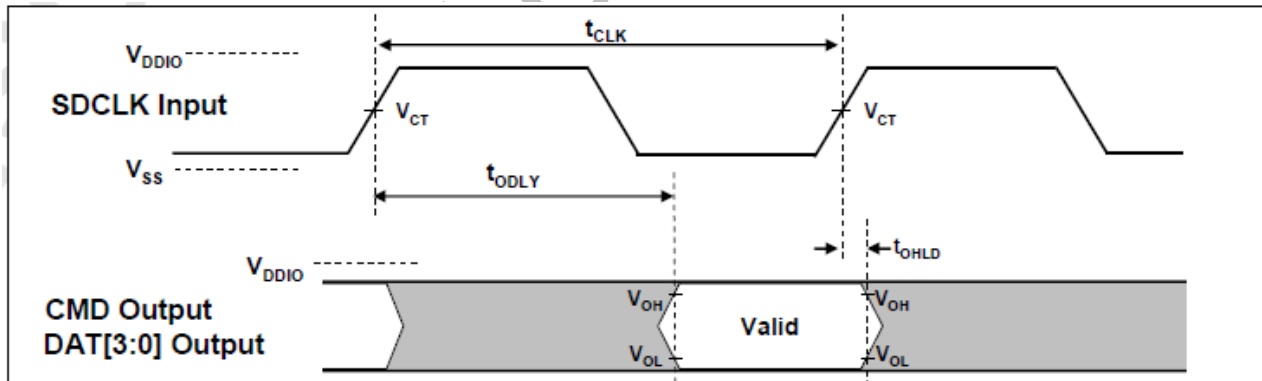 tCLK
VDDIO
SDCLK Input
VCT
VCT
VSS
tODLY
tOHLD
VDDIO
CMD Output
DAT[3:0] Output
VOH
Valid
VOH
VOL
VOL